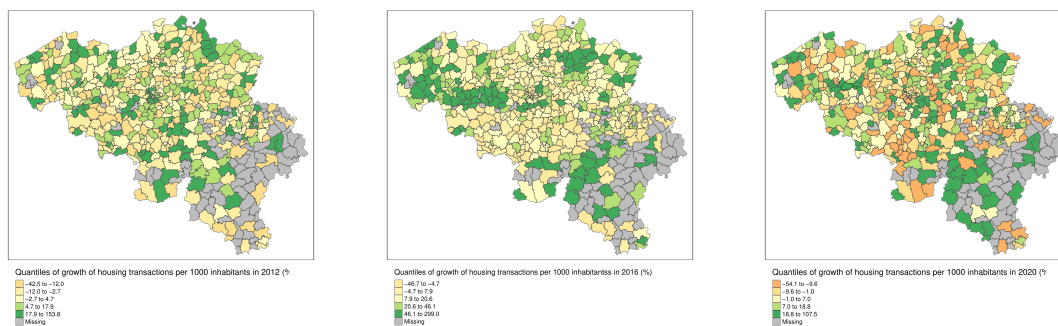 Quantiles of growth of housing transactions per 1000 inhabitants in 2012 (%
−42.5 to −12.0
−12.0 to −2.7
−2.7 to 4.7
4.7 to 17.9
17.9 to 153.8
Missing
Quantiles of growth of housing transactions per 1000 inhabitantss in 2016 (%)
−46.7 to −4.7
−4.7 to 7.9
7.9 to 20.6
20.6 to 46.1
46.1 to 299.0
Missing
Quantiles of growth of housing transactions per 1000 inhabitants in 2020 (%
−54.1 to −9.6
−9.6 to −1.0
−1.0 to 7.0
7.0 to 18.8
18.8 to 107.5
Missing